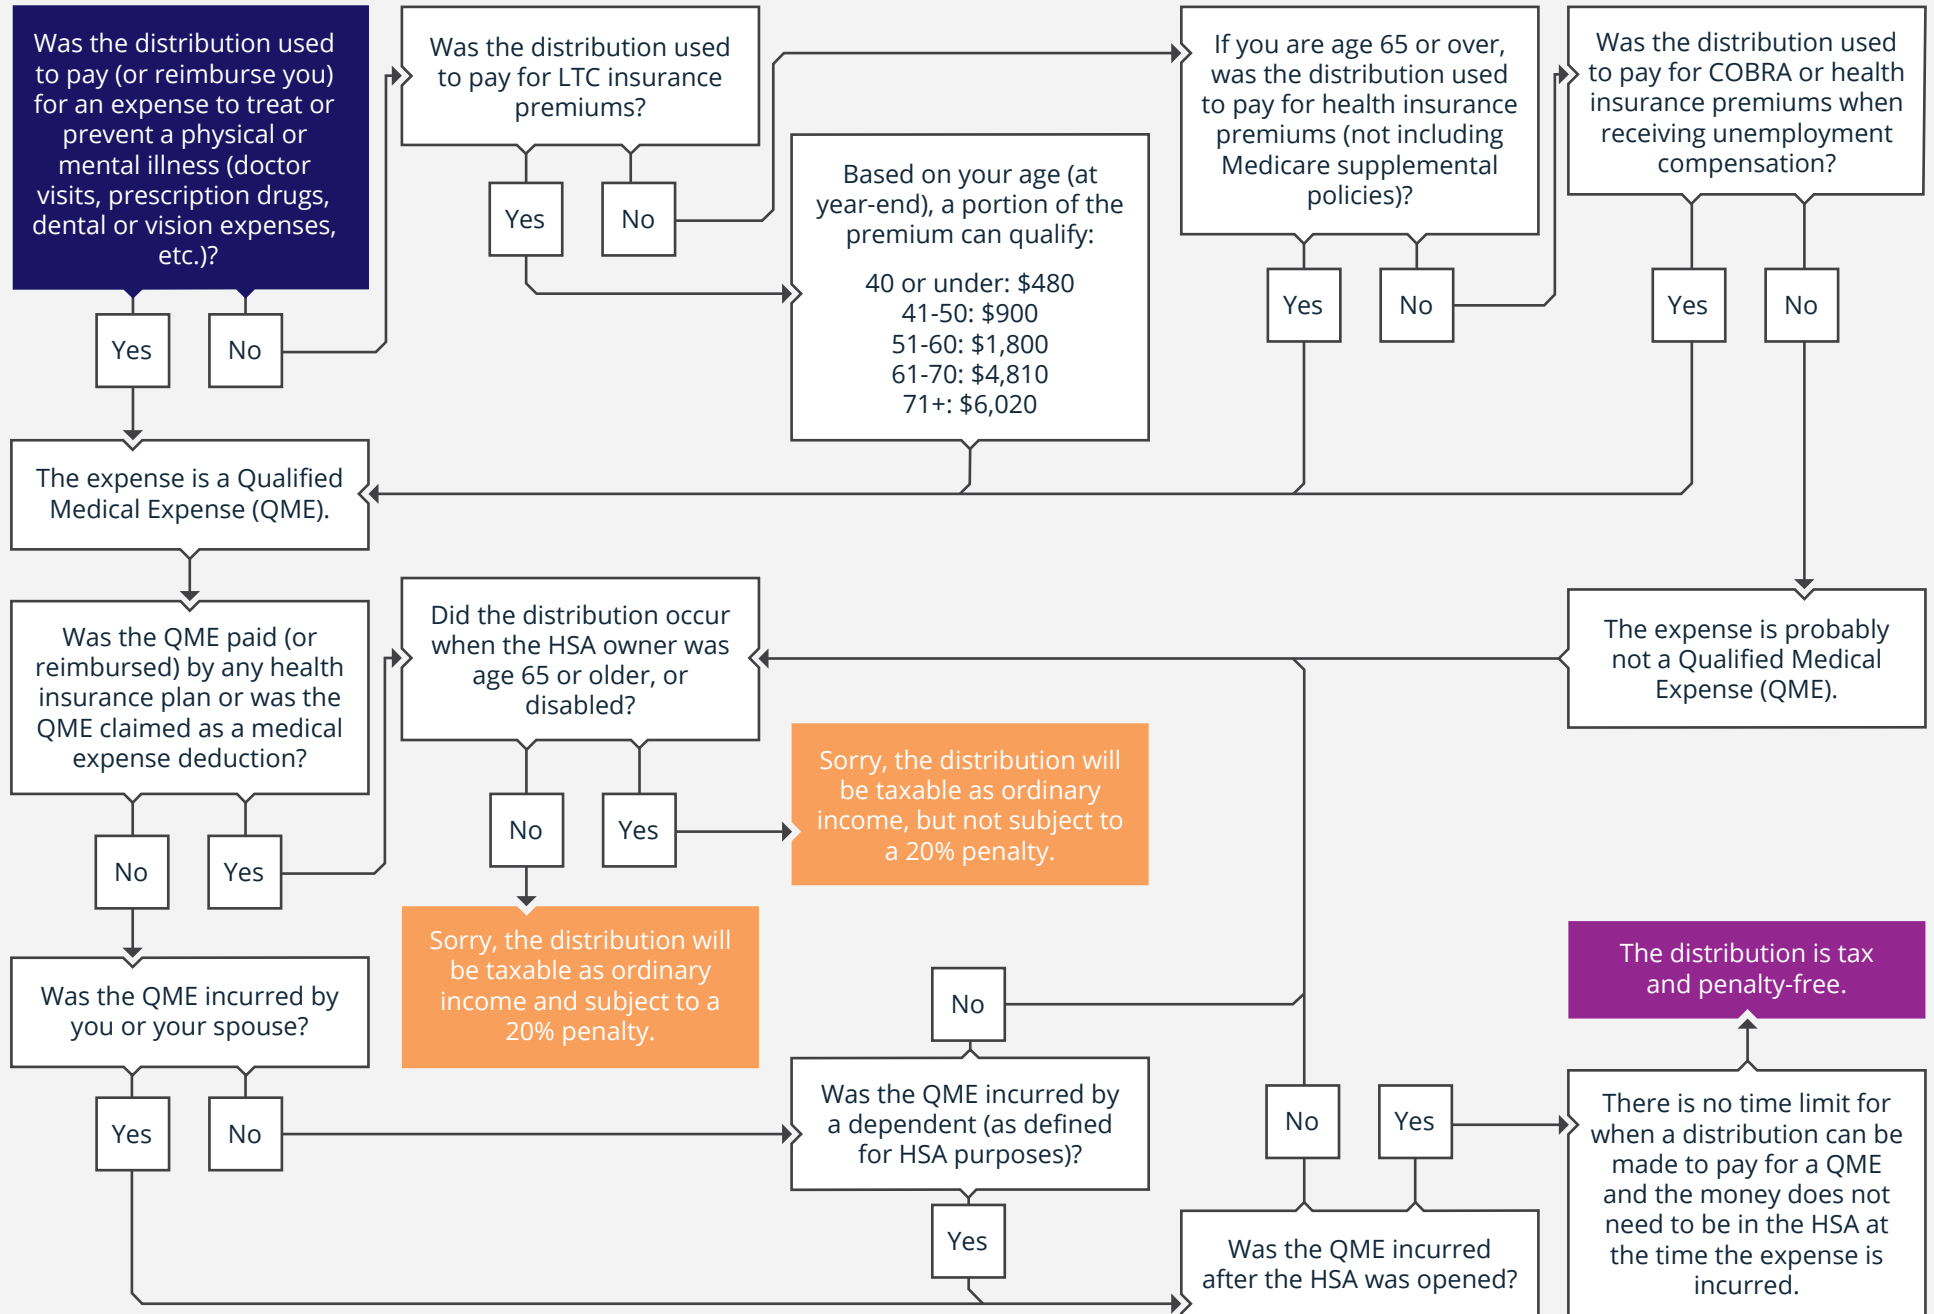 Was the distribution used
to pay (or reimburse you)
for an expense to treat or
prevent a physical or
mental illness (doctor
visits, prescription drugs,
dental or vision expenses,
etc.)?
Yes
No
Was the distribution used
to pay for LTC insurance
premiums?
Yes
No
Based on your age (at
year-end), a portion of the
premium can qualify:
40 or under: $480
41-50: $900
51-60: $1,800
61-70: $4,810
71+: $6,020
If you are age 65 or over,
was the distribution used
to pay for health insurance
premiums (not including
Medicare supplemental
policies)?
Yes
No
Was the distribution used
to pay for COBRA or health
insurance premiums when
receiving unemployment
compensation?
Yes
No
The expense is a Qualified
Medical Expense (QME).
Was the QME paid (or
reimbursed) by any health
insurance plan or was the
QME claimed as a medical
expense deduction?
No
Yes
Did the distribution occur
when the HSA owner was
age 65 or older, or
disabled?
No
Yes
Sorry, the distribution will
be taxable as ordinary
income, but not subject to
a 20% penalty.
Sorry, the distribution will
be taxable as ordinary
income and subject to a
20% penalty.
The expense is probably
not a Qualified Medical
Expense (QME).
Was the QME incurred by
you or your spouse?
Yes
No
No
Was the QME incurred by
a dependent (as defined
for HSA purposes)?
Yes
No
Yes
Was the QME incurred
after the HSA was opened?
The distribution is tax
and penalty-free.
There is no time limit for
when a distribution can be
made to pay for a QME
and the money does not
need to be in the HSA at
the time the expense is
incurred.